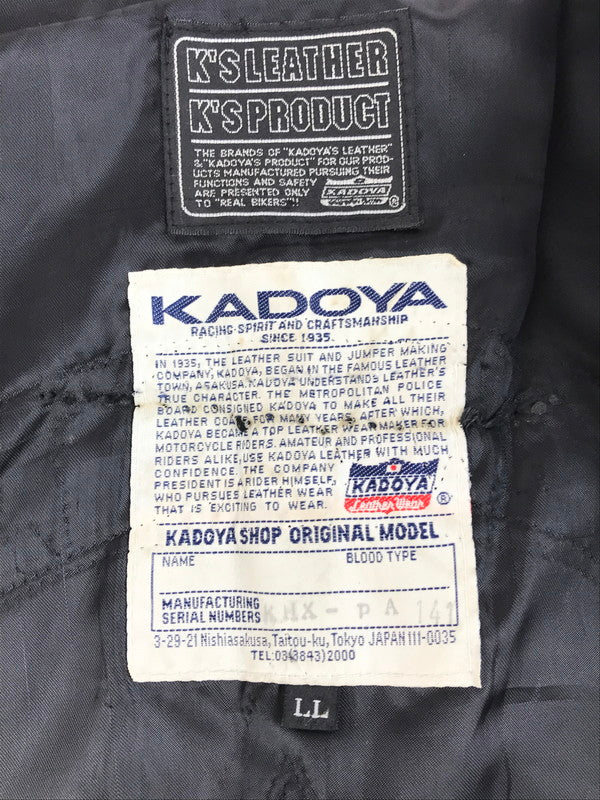 K'S LEATHER
K'S PRODUCT
THE BRANDS OF "KADOYA'S LEATHER"
& "KADOYA'S PRODUCT" FOR OUR PROD-
UCTS MANUFACTURED PURSUING THEIR
FUNCTIONS AND SAFETY
ARE PRESENTED ONLY
TO "REAL BIKERS"!!
KADOYA
®
KADOYA
RACING-SPIRIT AND CRAFTSMANSHIP
SINCE 1935.
IN 1935, THE LEATHER SUIT AND JUMPER MAKING
COMPANY, KADOYA, BEGAN IN THE FAMOUS LEATHER
TOWN, ASAKUSA. KADOYA UNDERSTANDS LEATHER'S
TRUE CHARACTER. THE METROPOLITAN POLICE
BOARD CONSIGNED KADOYA TO MAKE ALL THEIR
LEATHER COATS FOR MANY YEARS, AFTER WHICH,
KADOYA BECAME A TOP LEATHER WEAR MAKER FOR
MOTORCYCLE RIDERS. AMATEUR AND PROFESSIONAL
RIDERS ALIKE, USE KADOYA LEATHER WITH MUCH
CONFIDENCE. THE COMPANY
PRESIDENT IS A RIDER HIMSELF,
WHO PURSUES LEATHER WEAR
THAT IS EXCITING TO WEAR.
KADOYA
Leather Wear
®
KADOYA SHOP ORIGINAL MODEL
NAME BLOOD TYPE
MANUFACTURING
SERIAL NUMBERS KHX-PA 141
3-29-21 Nishiasakusa, Taitou-ku, Tokyo JAPAN 111-0035
TEL:03(3843)2000
LL